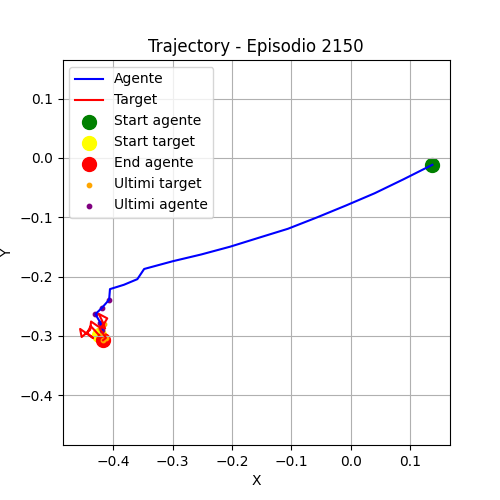 Trajectory - Episodio 2150
Agente
Target
Start agente
Start target
End agente
Ultimi target
Ultimi agente
0.1
0.0
−0.1
−0.2
−0.3
−0.4
Y
−0.4
−0.3
−0.2
−0.1
0.0
0.1
X